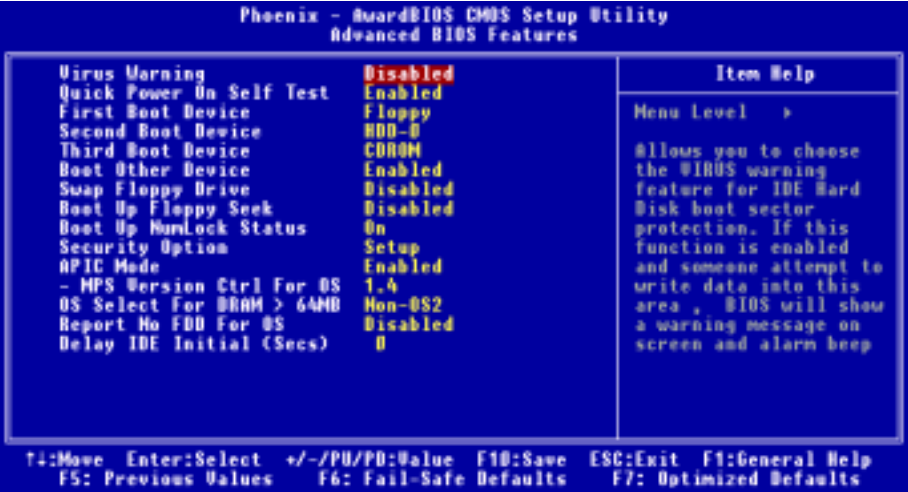 Phoenix - AwardBIOS CMOS Setup Utility
Advanced BIOS Features
Virus Warning Disabled
Quick Power On Self Test Enabled
First Boot Device Floppy
Second Boot Device HDD-0
Third Boot Device CDROM
Boot Other Device Enabled
Swap Floppy Drive Disabled
Boot Up Floppy Seek Disabled
Boot Up NumLock Status On
Security Option Setup
APIC Mode Enabled
- MPS Version Ctrl For OS 1.4
OS Select For DRAM > 64MB Non-OS2
Report No FDD For OS Disabled
Delay IDE Initial (Secs) 0
Item Help
Menu Level ▸
Allows you to choose
the VIRUS warning
feature for IDE Hard
Disk boot sector
protection. If this
function is enabled
and someone attempt to
write data into this
area , BIOS will show
a warning message on
screen and alarm beep
↑↓:Move Enter:Select +/-/PU/PD:Value F10:Save ESC:Exit F1:General Help
F5: Previous Values F6: Fail-Safe Defaults F7: Optimized Defaults